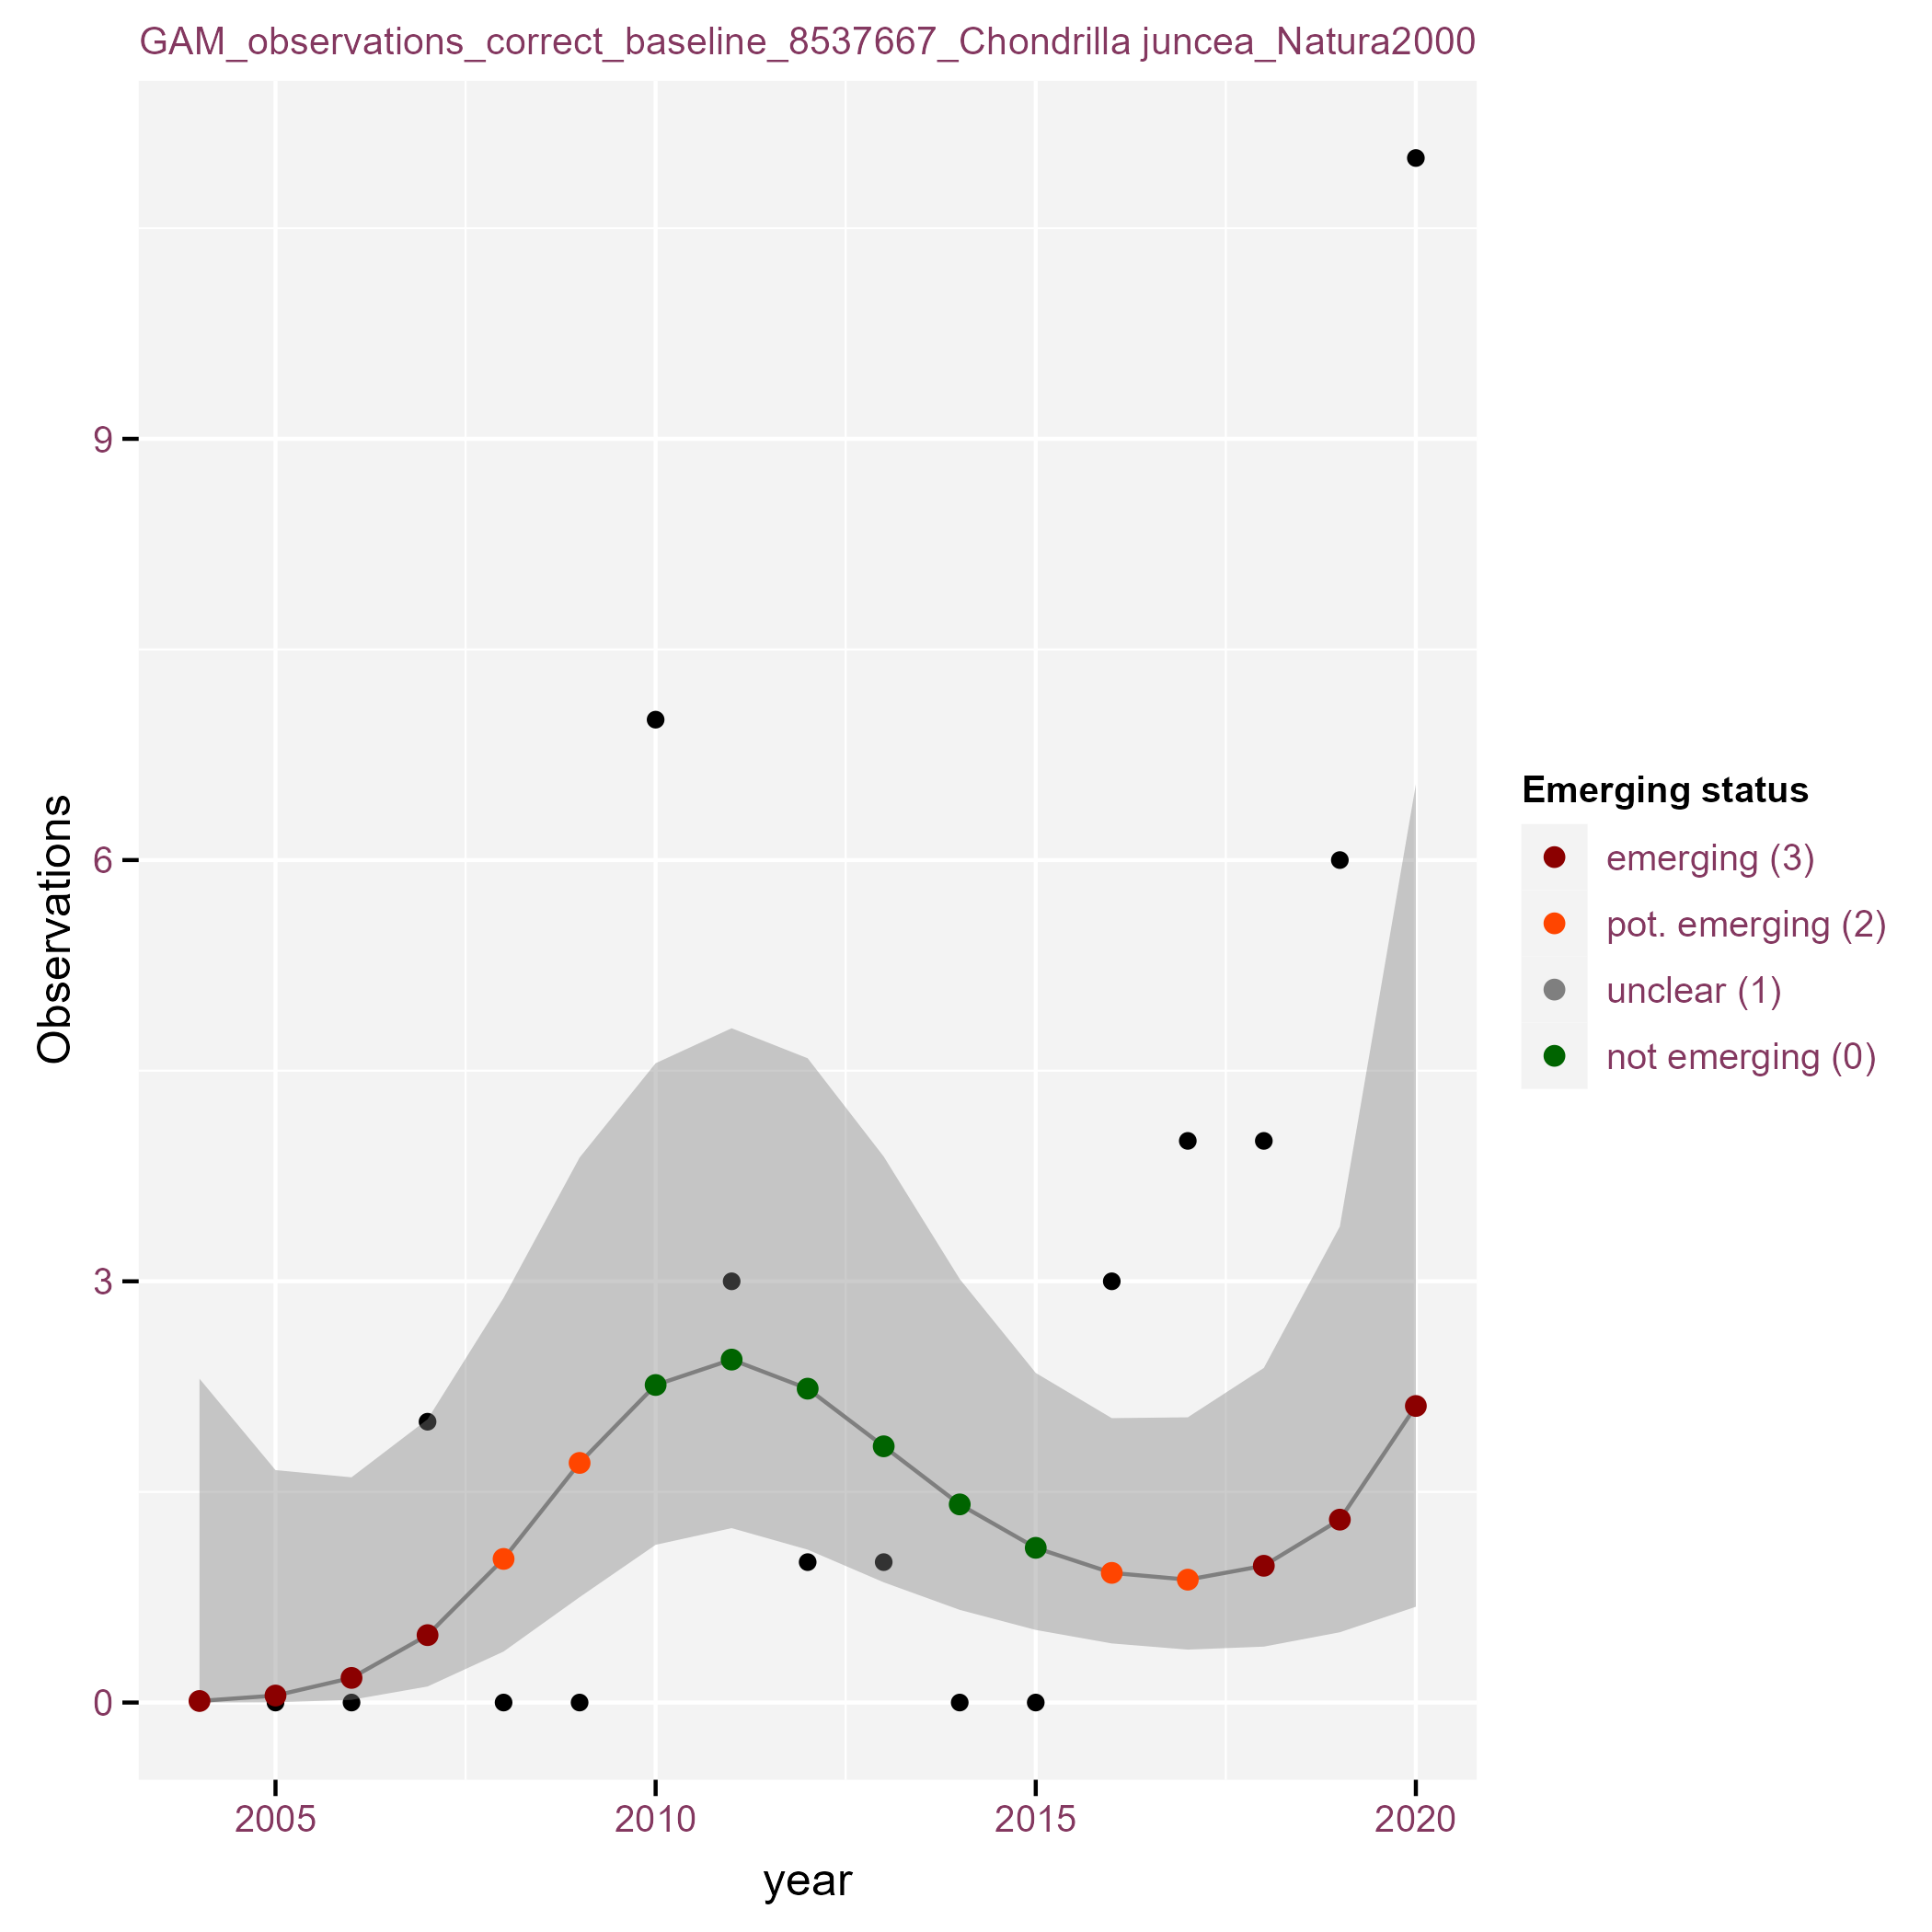 GAM_observations_correct_baseline_8537667_Chondrilla juncea_Natura2000
Observations
9
6
3
0
2005
2010
2015
2020
year
Emerging status
emerging (3)
pot. emerging (2)
unclear (1)
not emerging (0)